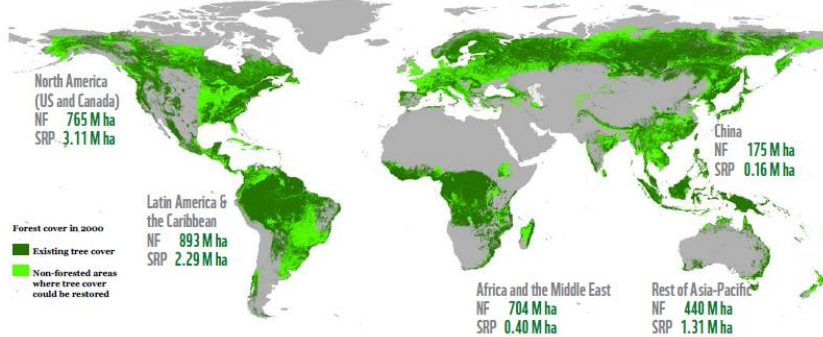 North America
(US and Canada)
NF 765 M ha
SRP 3.11 M ha
China
NF 175 M ha
SRP 0.16 M ha
Latin America &
the Caribbean
NF 893 M ha
SRP 2.29 M ha
Forest cover in 2000
Existing tree cover
Non-forested areas
where tree cover
could be restored
Africa and the Middle East
NF 704 M ha
SRP 0.40 M ha
Rest of Asia-Pacific
NF 440 M ha
SRP 1.31 M ha